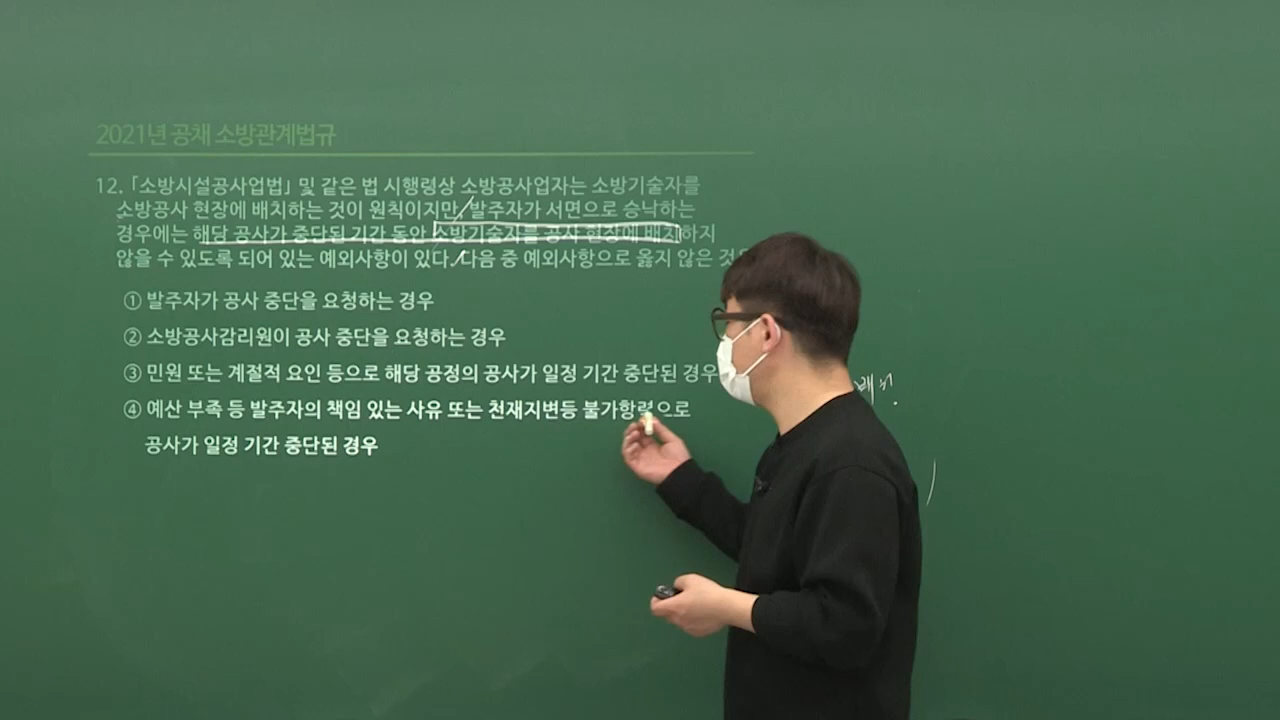 2021년 공채 소방관계법규
12. 「소방시설공사업법」 및 같은 법 시행령상 소방공사업자는 소방기술자를
소방공사 현장에 배치하는 것이 원칙이지만, 발주자가 서면으로 승낙하는
경우에는 해당 공사가 중단된 기간 동안 소방기술자를 공사 현장에 배치하지
않을 수 있도록 되어 있는 예외사항이 있다. 다음 중 예외사항으로 옳지 않은 것
① 발주자가 공사 중단을 요청하는 경우
② 소방공사감리원이 공사 중단을 요청하는 경우
③ 민원 또는 계절적 요인 등으로 해당 공정의 공사가 일정 기간 중단된 경우
④ 예산 부족 등 발주자의 책임 있는 사유 또는 천재지변등 불가항력으로
공사가 일정 기간 중단된 경우